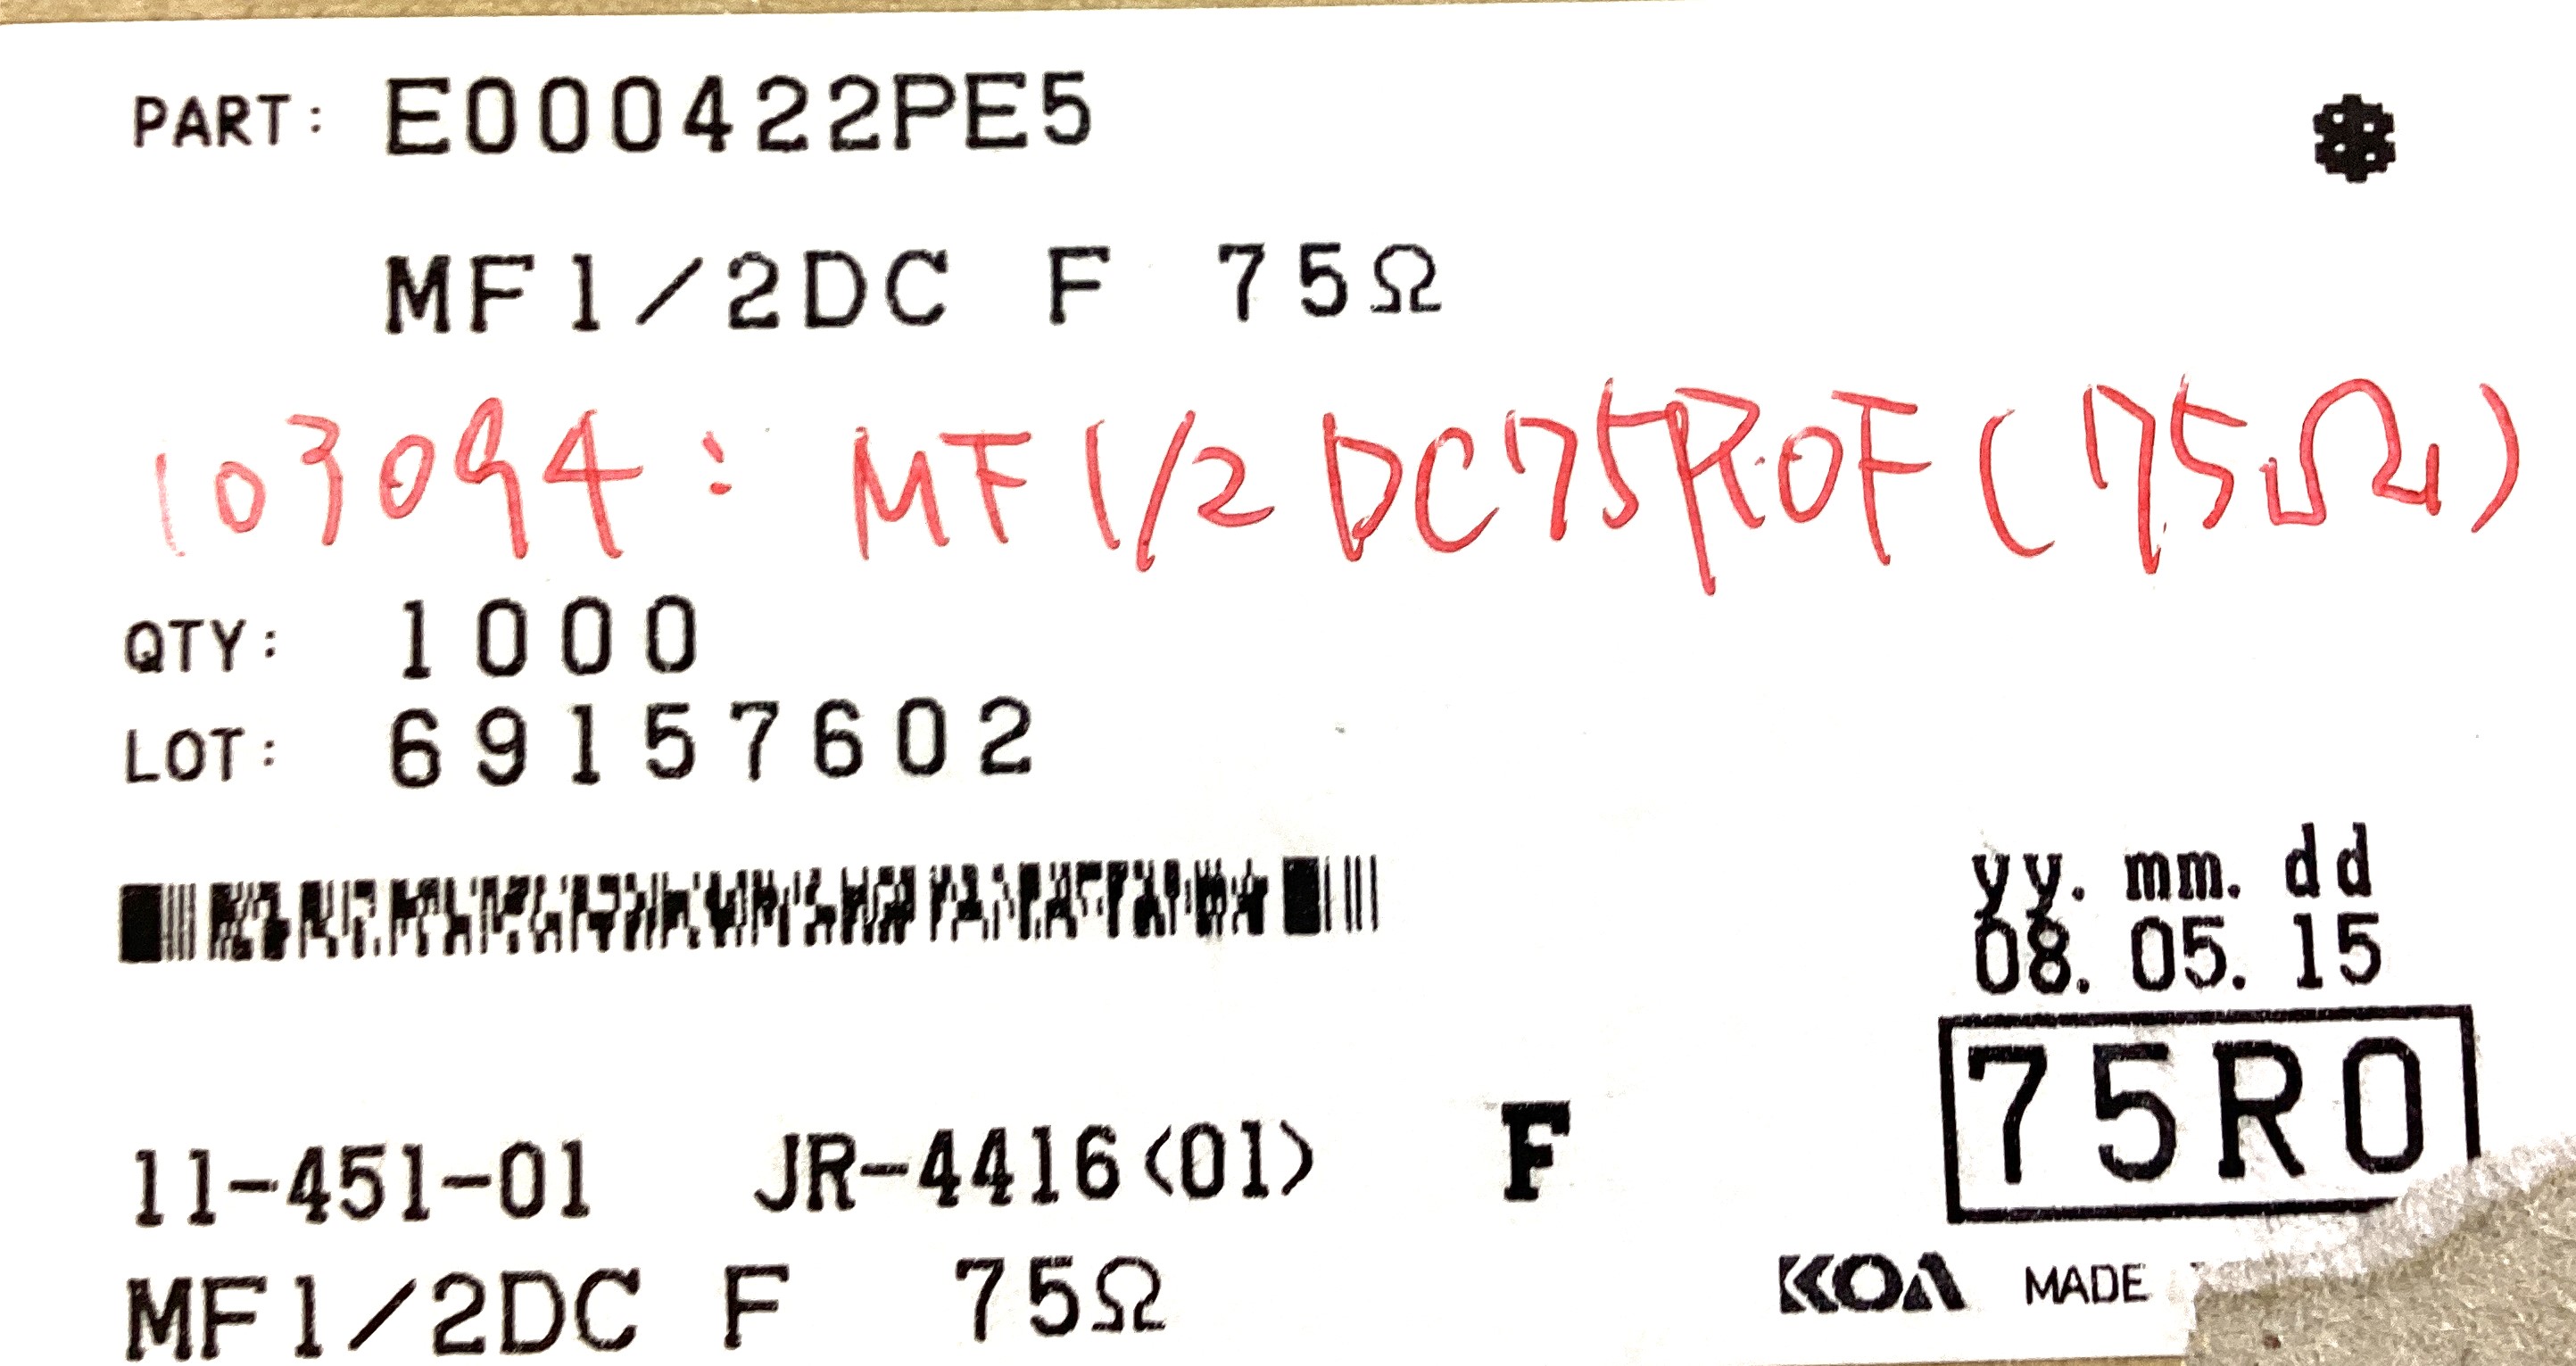 PART: E000422PE5
MF1/2DC F 75Ω
103094: MF1/2DC75R0F(75Ω)
QTY: 1000
LOT: 69157602
yy. mm. dd
08. 05. 15
75R0
11-451-01 JR-4416<01> F
MF1/2DC F 75Ω
KOA MADE